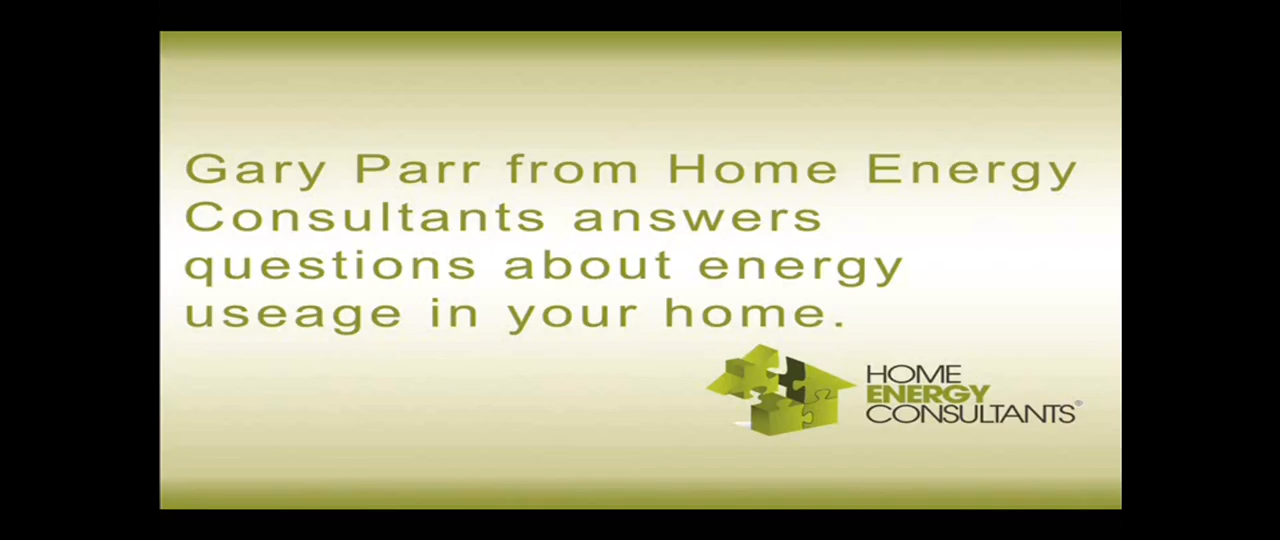 Gary Parr from Home Energy
Consultants answers
questions about energy
useage in your home.
HOME
ENERGY
CONSULTANTS®